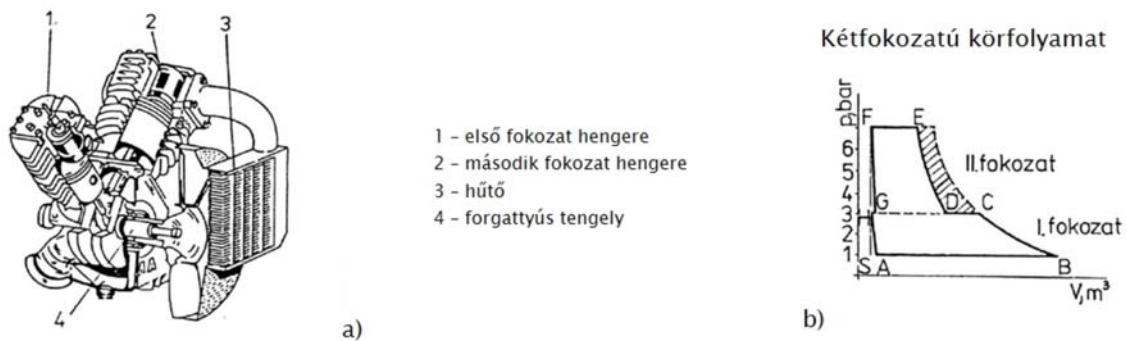 1
2
3
4
a)
1 – első fokozat hengere
2 – második fokozat hengere
3 – hűtő
4 – forgattyús tengely
Kétfokozatú körfolyamat
p,bar
F E
6
5
4
3
2
1
G D C
II.fokozat
I.fokozat
S A B
V,m³
b)